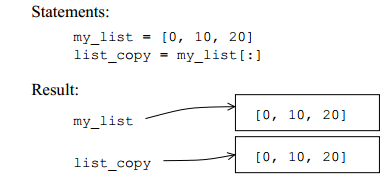 Statements:
my_list = [0, 10, 20]
list_copy = my_list[:]
Result:
my_list [0, 10, 20]
list_copy [0, 10, 20]